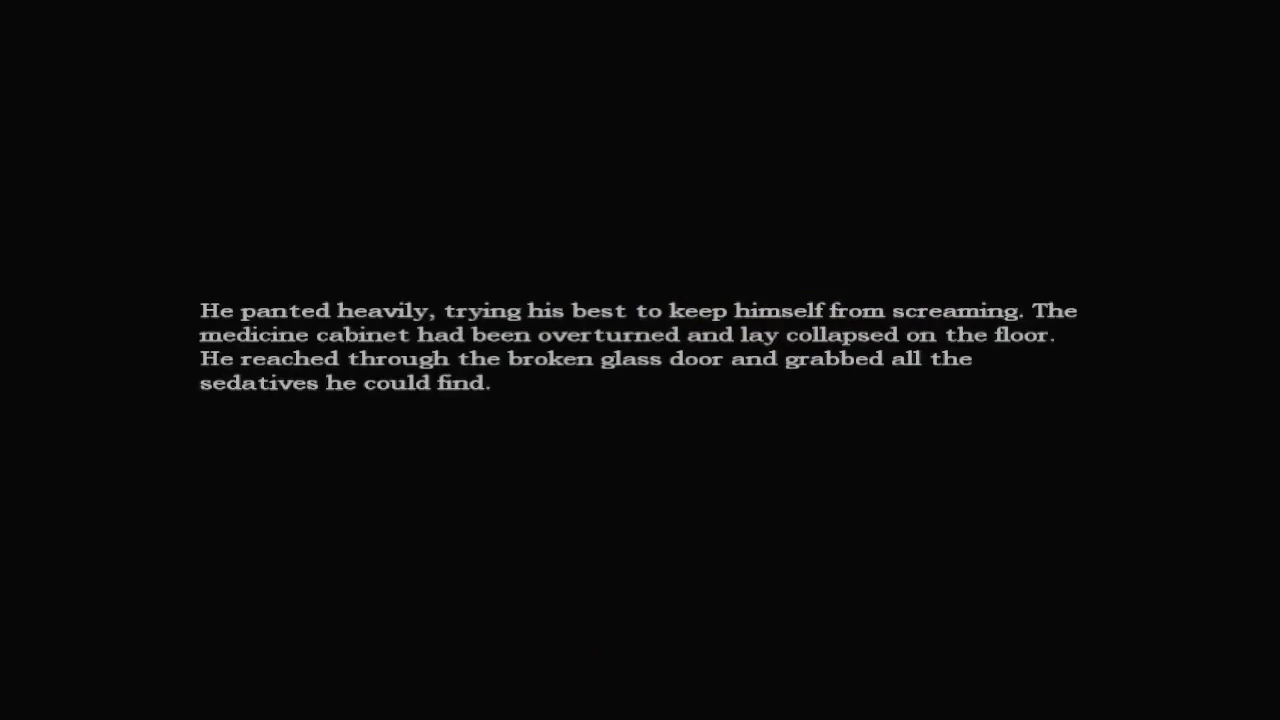 He panted heavily, trying his best to keep himself from screaming. The
medicine cabinet had been overturned and lay collapsed on the floor.
He reached through the broken glass door and grabbed all the
sedatives he could find.